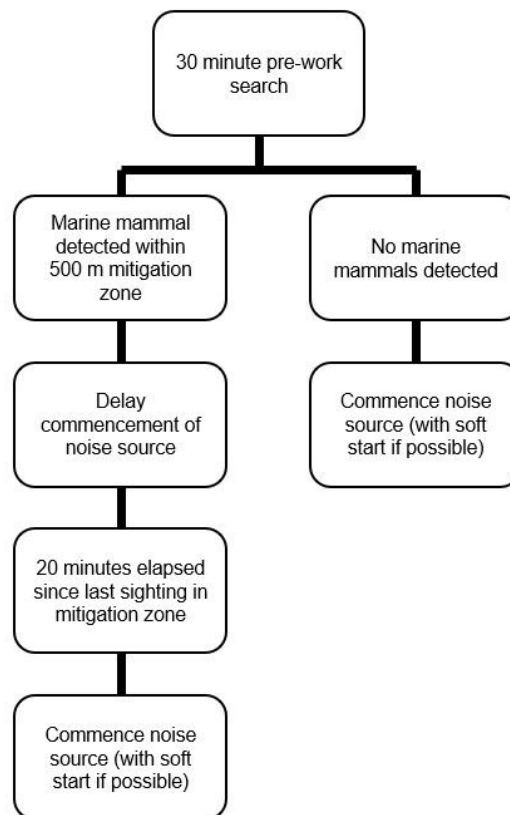 30 minute pre-work
search
Marine mammal
detected within
500 m mitigation
zone
No marine
mammals detected
Delay
commencement of
noise source
Commence noise
source (with soft
start if possible)
20 minutes elapsed
since last sighting in
mitigation zone
Commence noise
source (with soft
start if possible)